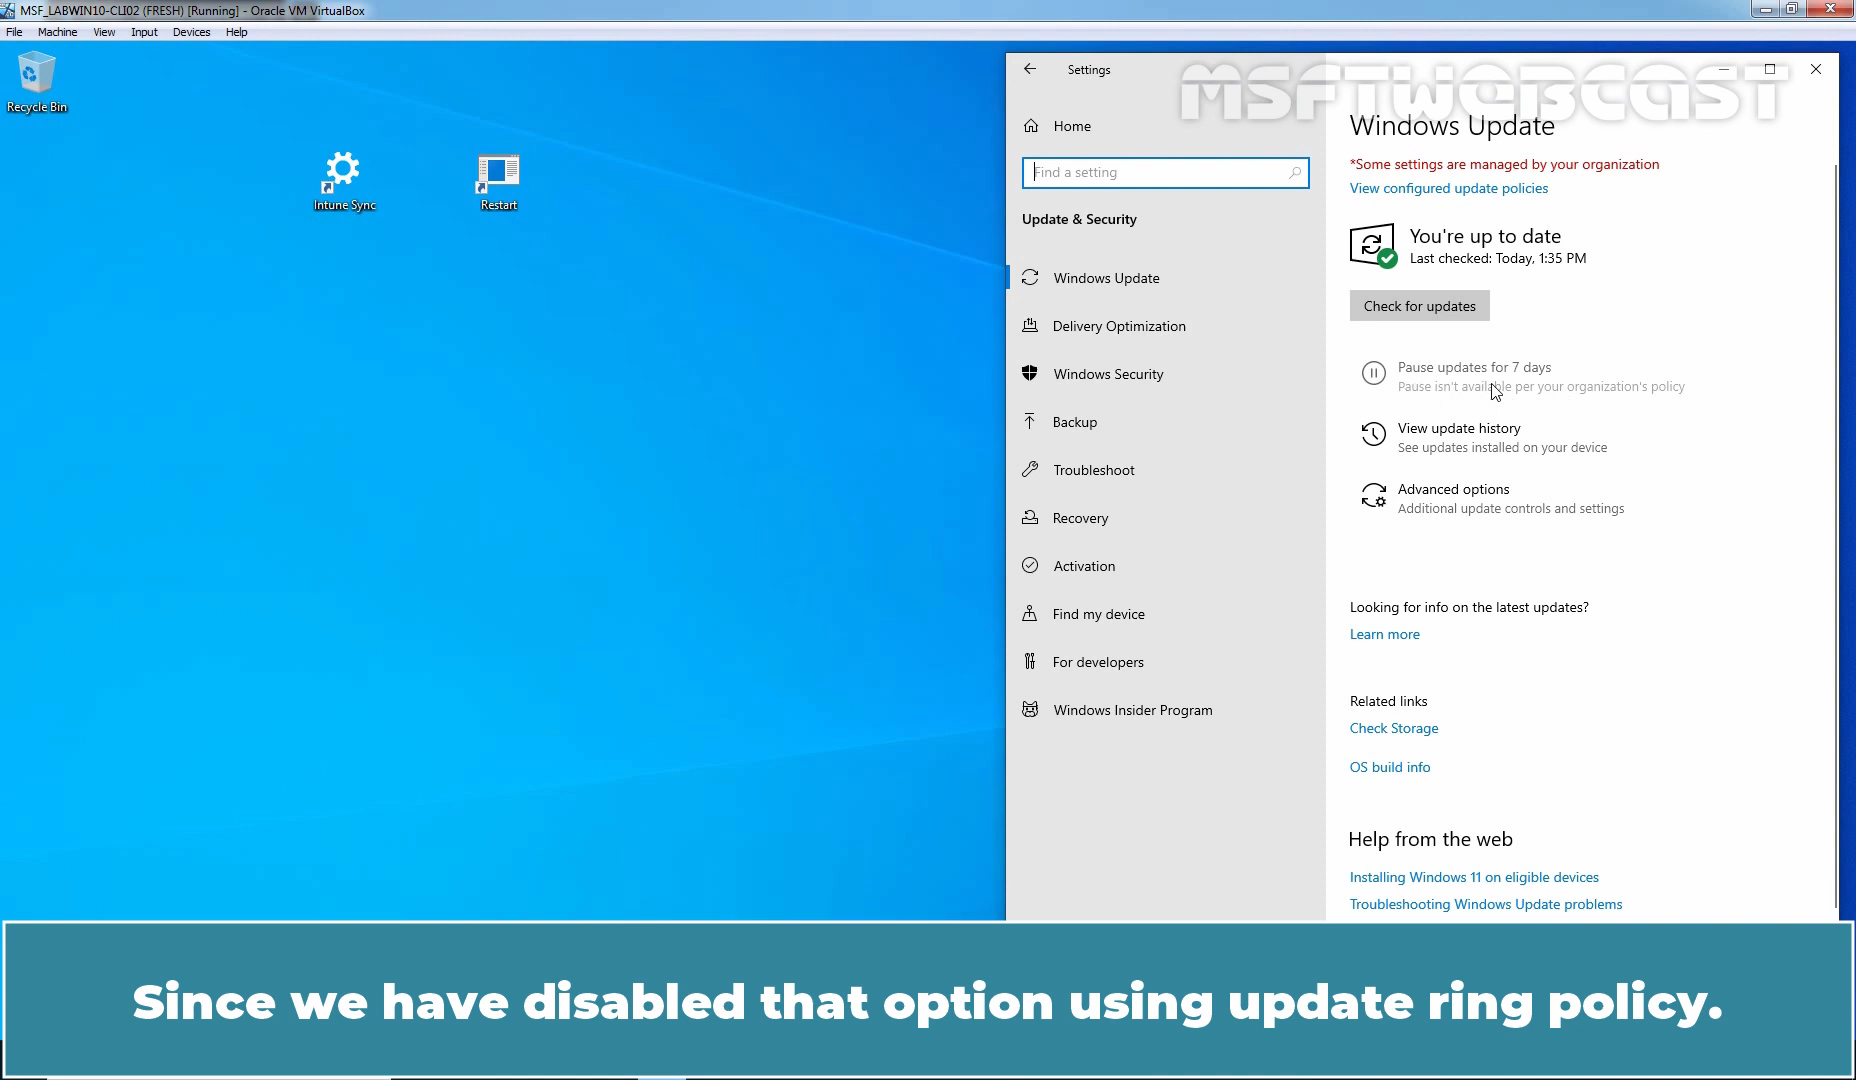 MSF_LABWIN10-CLI02 (FRESH) [Running] - Oracle VM VirtualBox
File Machine View Input Devices Help
Recycle Bin
Intune Sync
Restart
Settings
MSFTWEBCAST
Home
Find a setting
Update & Security
Windows Update
Delivery Optimization
Windows Security
Backup
Troubleshoot
Recovery
Activation
Find my device
For developers
Windows Insider Program
Windows Update
*Some settings are managed by your organization
View configured update policies
You're up to date
Last checked: Today, 1:35 PM
Check for updates
Pause updates for 7 days
Pause isn't available per your organization's policy
View update history
See updates installed on your device
Advanced options
Additional update controls and settings
Looking for info on the latest updates?
Learn more
Related links
Check Storage
OS build info
Help from the web
Installing Windows 11 on eligible devices
Troubleshooting Windows Update problems
Since we have disabled that option using update ring policy.